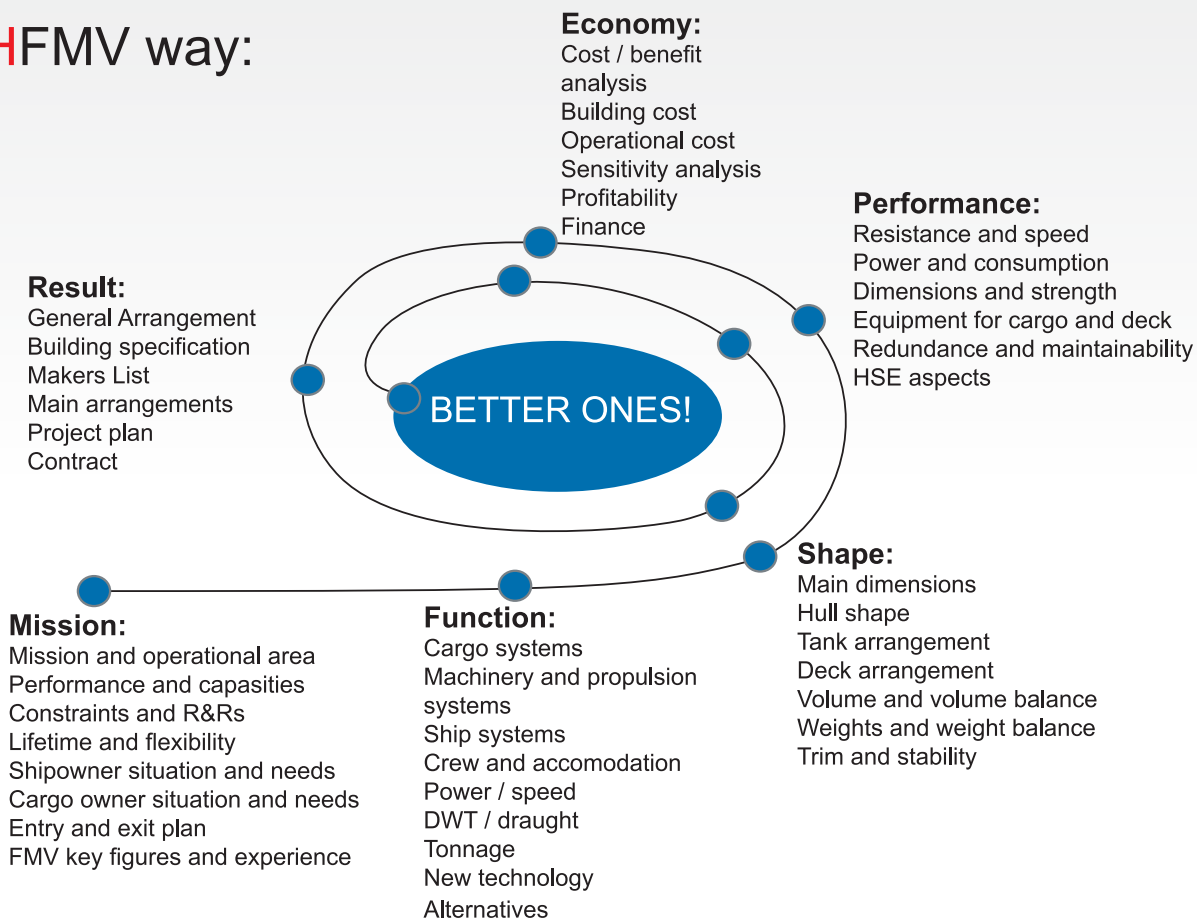 HFMV way:
Economy:
Cost / benefit
analysis
Building cost
Operational cost
Sensitivity analysis
Profitability
Finance
Performance:
Resistance and speed
Power and consumption
Dimensions and strength
Equipment for cargo and deck
Redundance and maintainability
HSE aspects
Result:
General Arrangement
Building specification
Makers List
Main arrangements
Project plan
Contract
BETTER ONES!
Shape:
Main dimensions
Hull shape
Tank arrangement
Deck arrangement
Volume and volume balance
Weights and weight balance
Trim and stability
Mission:
Mission and operational area
Performance and capasities
Constraints and R&Rs
Lifetime and flexibility
Shipowner situation and needs
Cargo owner situation and needs
Entry and exit plan
FMV key figures and experience
Function:
Cargo systems
Machinery and propulsion
systems
Ship systems
Crew and accomodation
Power / speed
DWT / draught
Tonnage
New technology
Alternatives